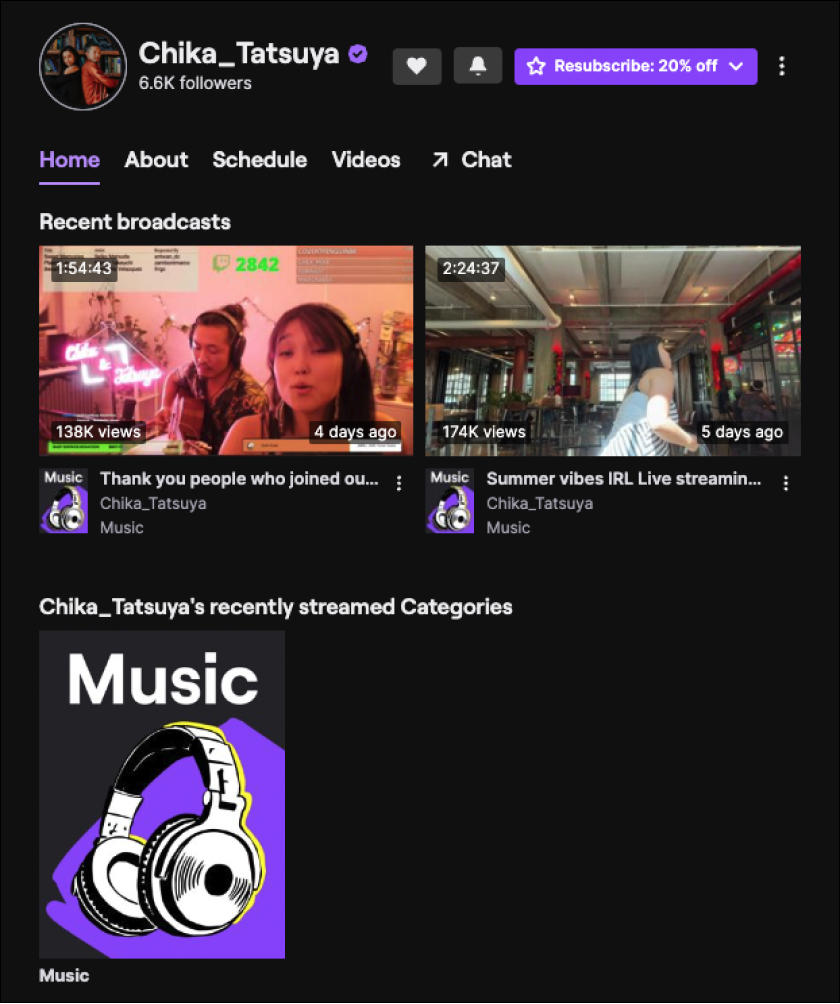 Chika_Tatsuya
6.6K followers
Resubscribe: 20% off
Home About Schedule Videos Chat
Recent broadcasts
1:54:43
2842
Chika
&
Tatsuya
138K views
4 days ago
2:24:37
174K views
5 days ago
Music
Thank you people who joined ou...
Chika_Tatsuya
Music
Music
Summer vibes IRL Live streamin...
Chika_Tatsuya
Music
Chika_Tatsuya's recently streamed Categories
Music
Music